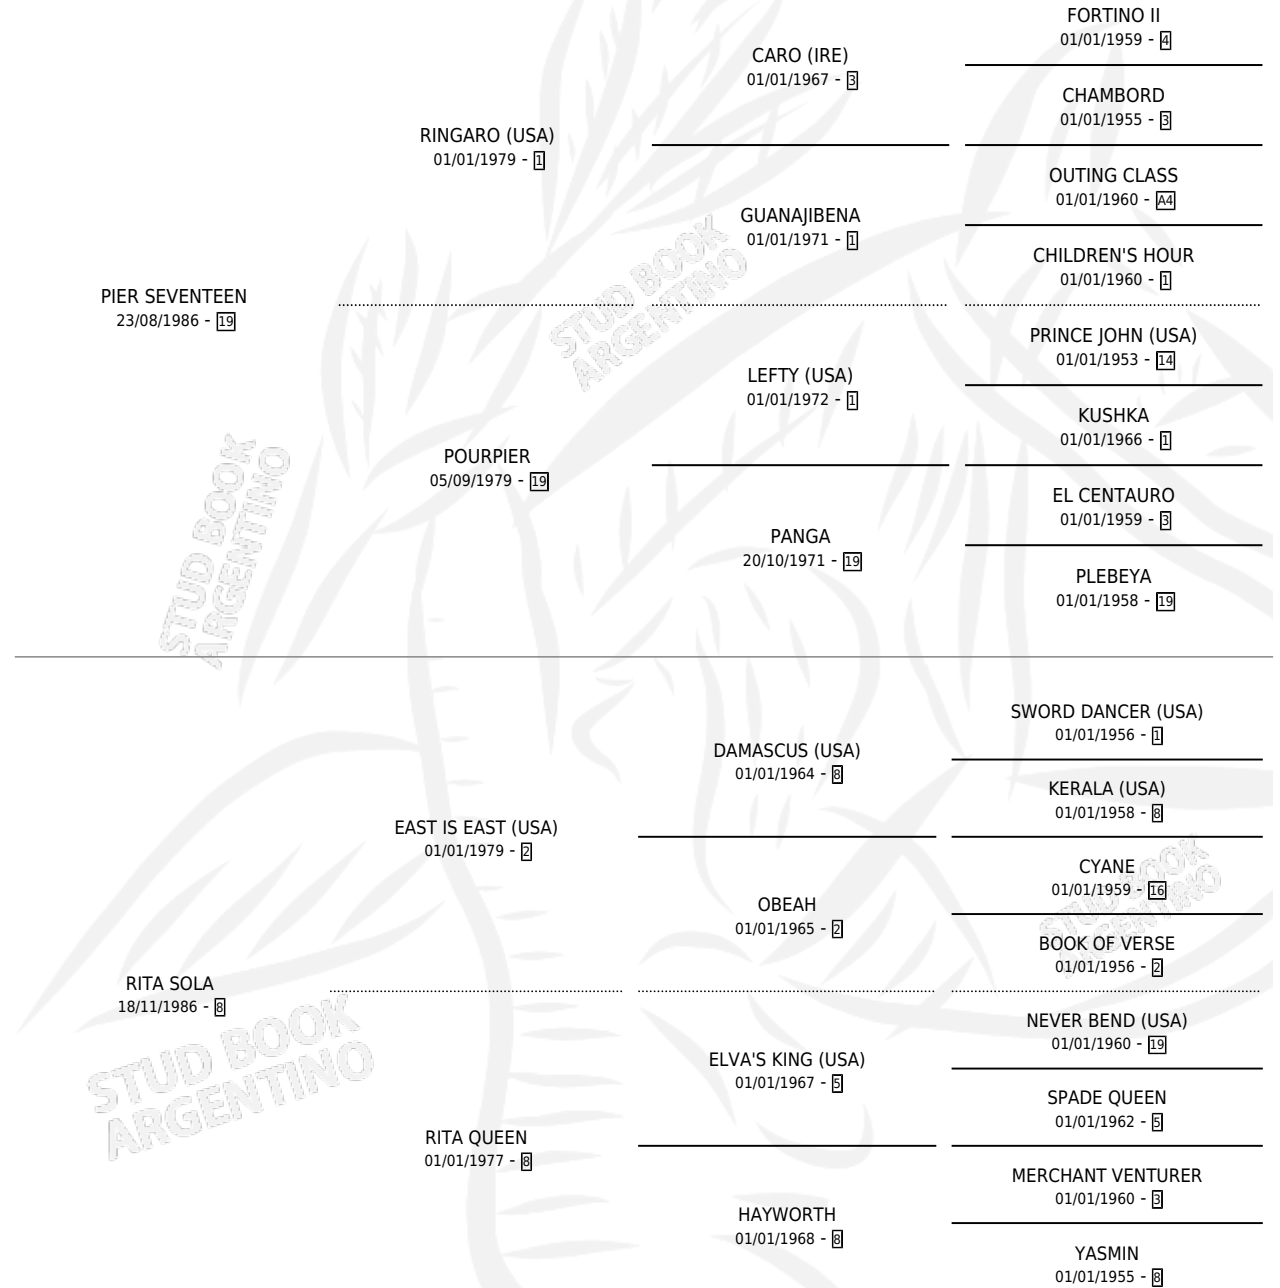 FORTINO II
01/01/1959 - 4
CARO (IRE)
01/01/1967 - 3
CHAMBORD
01/01/1955 - 3
RINGARO (USA)
01/01/1979 - 1
OUTING CLASS
01/01/1960 - A4
GUANAJIBENA
01/01/1971 - 1
CHILDREN'S HOUR
01/01/1960 - 1
PIER SEVENTEEN
23/08/1986 - 19
STUD BOOK
ARGENTINO
PRINCE JOHN (USA)
01/01/1953 - 14
LEFTY (USA)
01/01/1972 - 1
KUSHKA
01/01/1966 - 1
POURPIER
05/09/1979 - 19
EL CENTAURO
01/01/1959 - 3
PANGA
20/10/1971 - 19
PLEBEYA
01/01/1958 - 19
STUD BOOK
ARGENTINO
SWORD DANCER (USA)
01/01/1956 - 1
DAMASCUS (USA)
01/01/1964 - 8
KERALA (USA)
01/01/1958 - 8
EAST IS EAST (USA)
01/01/1979 - 2
CYANE
01/01/1959 - 16
OBEAH
01/01/1965 - 2
STUD BOOK
ARGENTINO
BOOK OF VERSE
01/01/1956 - 2
RITA SOLA
18/11/1986 - 8
STUD BOOK
ARGENTINO
NEVER BEND (USA)
01/01/1960 - 19
ELVA'S KING (USA)
01/01/1967 - 5
SPADE QUEEN
01/01/1962 - 5
RITA QUEEN
01/01/1977 - 8
MERCHANT VENTURER
01/01/1960 - 3
HAYWORTH
01/01/1968 - 8
YASMIN
01/01/1955 - 8